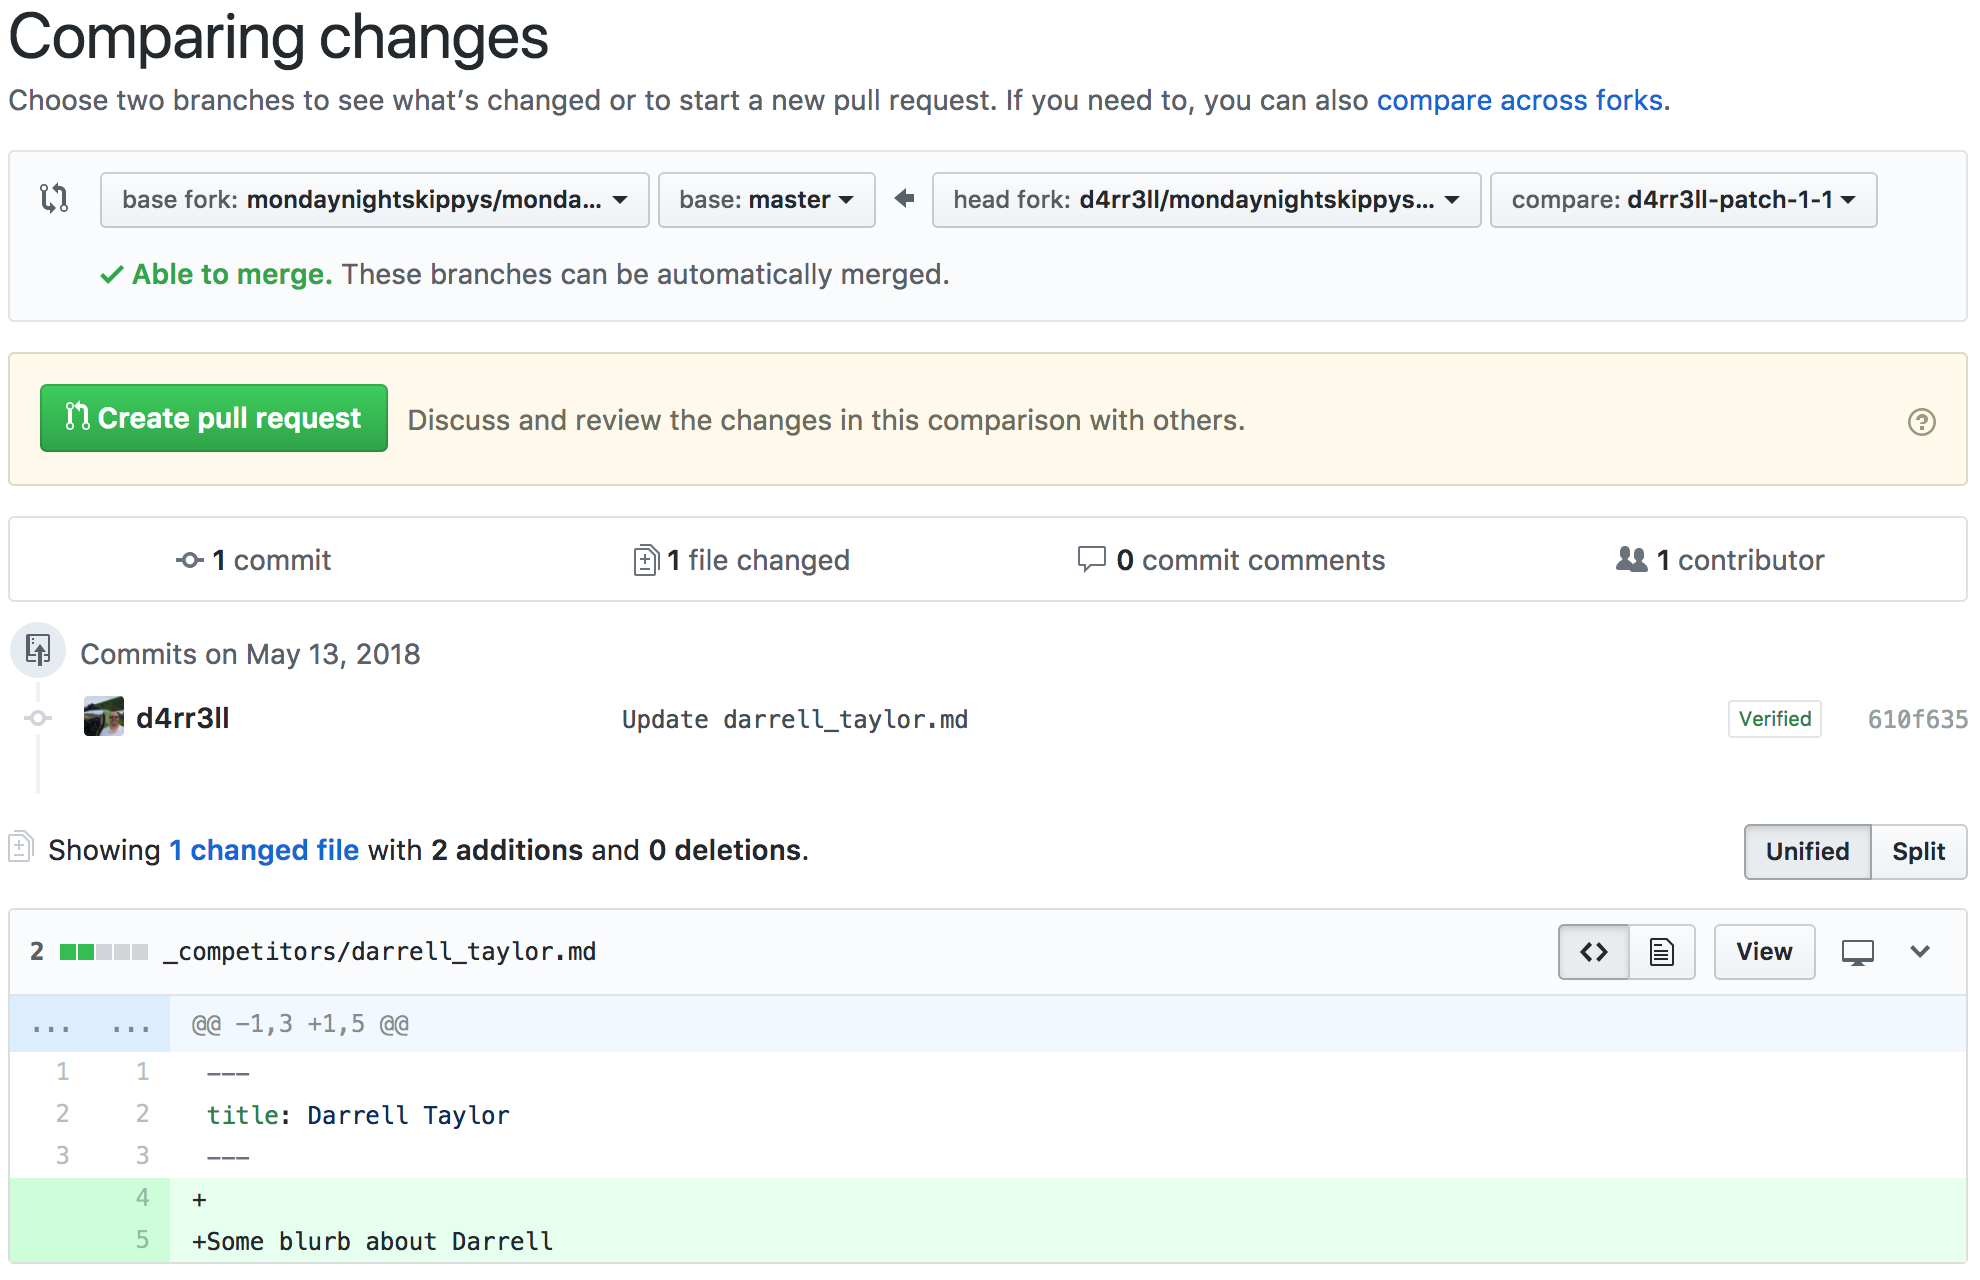 Comparing changes
Choose two branches to see what's changed or to start a new pull request. If you need to, you can also compare across forks.
base fork: mondaynightskippys/monda... base: master head fork: d4rr3ll/mondaynightskippys... compare: d4rr3ll-patch-1-1
Able to merge. These branches can be automatically merged.
Create pull request Discuss and review the changes in this comparison with others.
1 commit 1 file changed 0 commit comments 1 contributor
Commits on May 13, 2018
d4rr3ll Update darrell_taylor.md Verified 610f635
Showing 1 changed file with 2 additions and 0 deletions. Unified Split
2 _competitors/darrell_taylor.md View
... ... @@ -1,3 +1,5 @@
1 1 ---
2 2 title: Darrell Taylor
3 3 ---
4 +
5 +Some blurb about Darrell